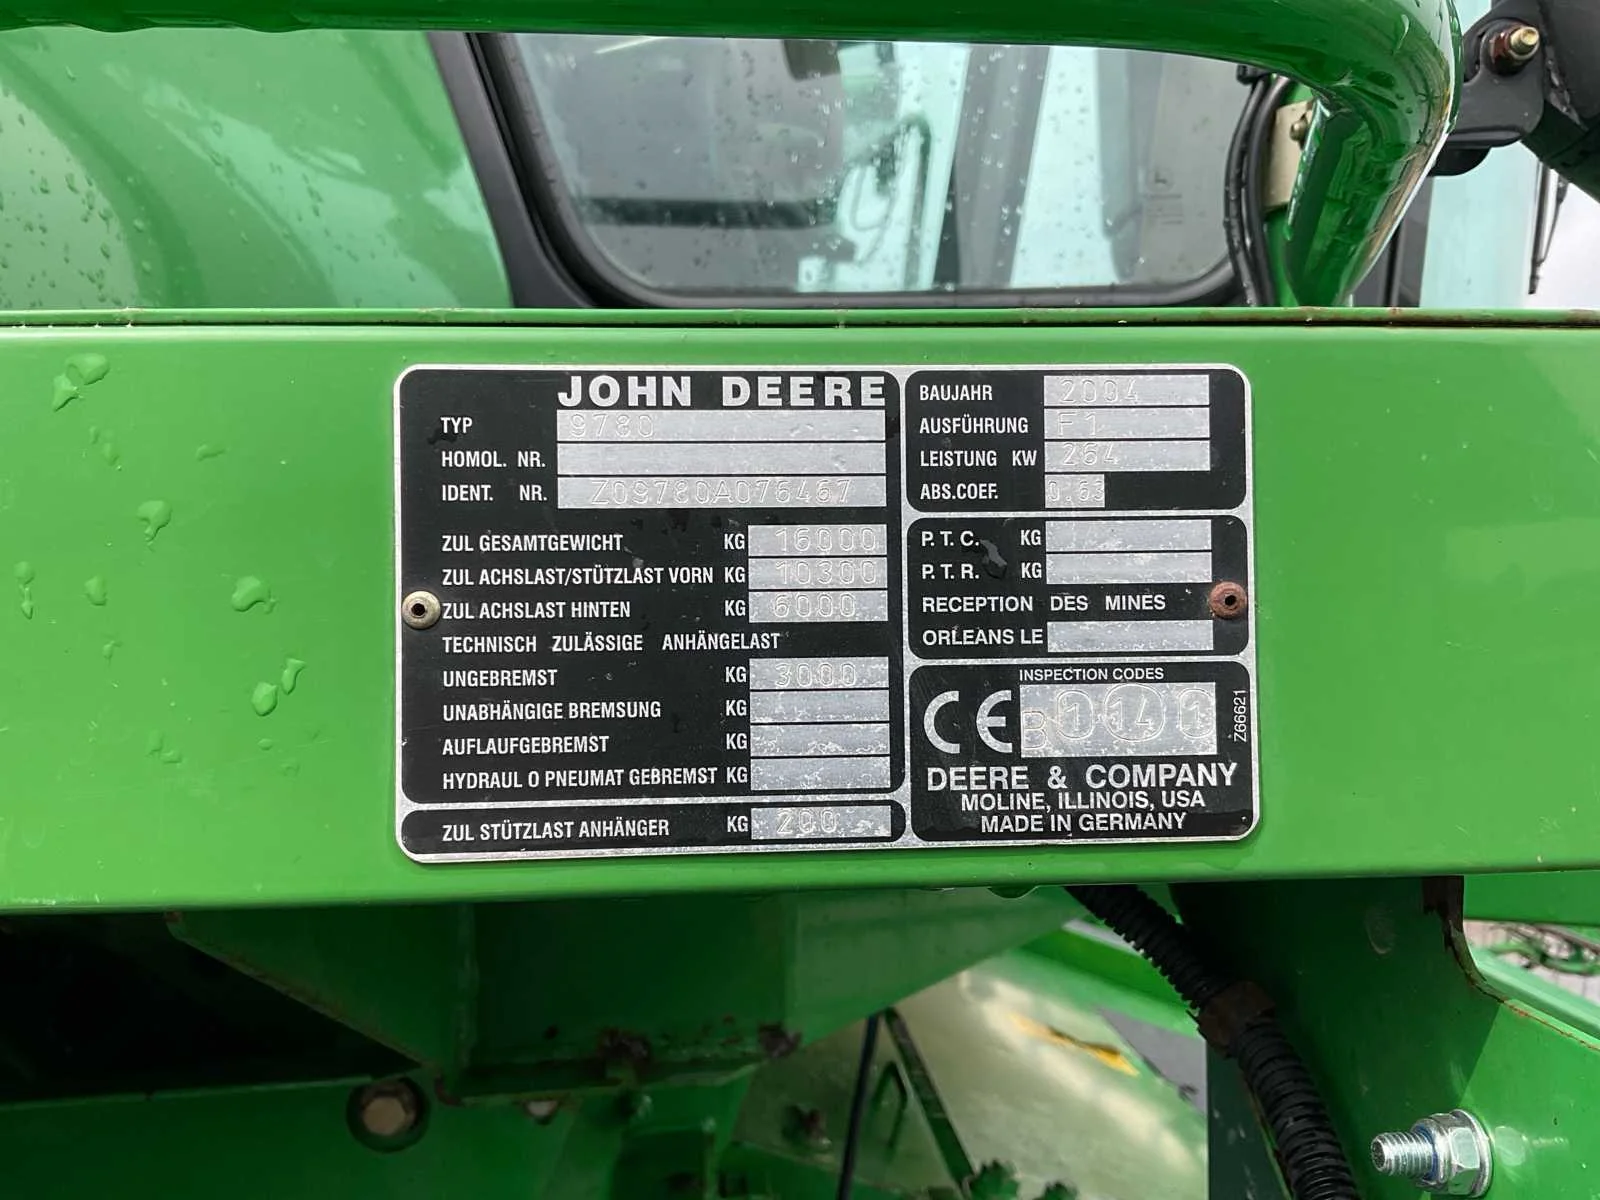 JOHN DEERE
TYP 9780
HOMOL. NR.
IDENT. NR. Z09780A076467
ZUL GESAMTGEWICHT KG 16000
ZUL ACHSLAST/STÜTZLAST VORN KG 10300
ZUL ACHSLAST HINTEN KG 6000
TECHNISCH ZULÄSSIGE ANHÄNGELAST
UNGEBREMST KG 3000
UNABHÄNGIGE BREMSUNG KG
AUFLAUFGEBREMST KG
HYDRAUL O PNEUMAT GEBREMST KG
ZUL STÜTZLAST ANHÄNGER KG 200
BAUJAHR 2004
AUSFÜHRUNG F1
LEISTUNG KW 264
ABS.COEF. 0.63
P. T. C. KG
P. T. R. KG
RECEPTION DES MINES
ORLEANS LE
INSPECTION CODES
CE B 1 14 1
Z66621
DEERE & COMPANY
MOLINE, ILLINOIS, USA
MADE IN GERMANY